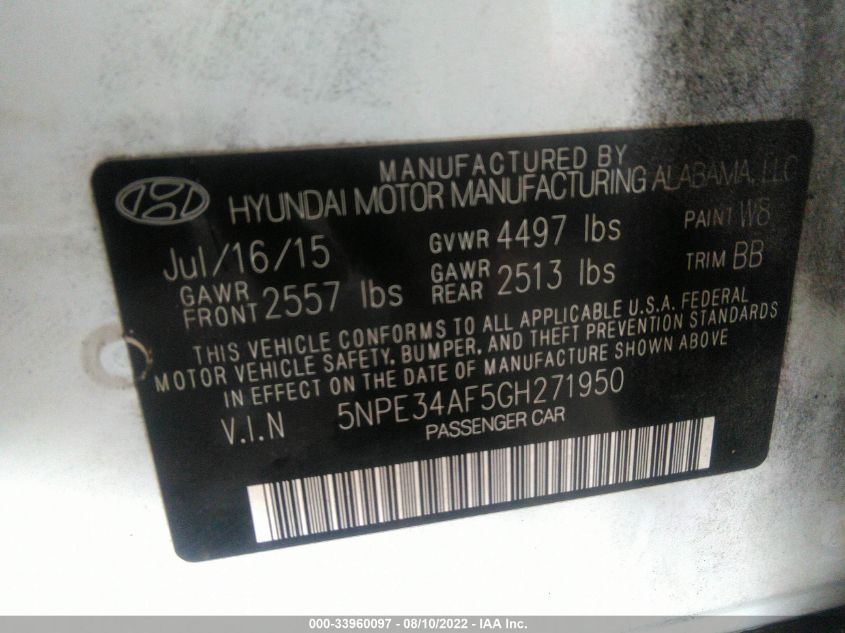 MANUFACTURED BY
HYUNDAI MOTOR MANUFACTURING ALABAMA, LLC
Jul/16/15 GVWR 4497 lbs PAINT W8
GAWR FRONT 2557 lbs GAWR REAR 2513 lbs TRIM BB
THIS VEHICLE CONFORMS TO ALL APPLICABLE U.S.A. FEDERAL
MOTOR VEHICLE SAFETY, BUMPER, AND THEFT PREVENTION STANDARDS
IN EFFECT ON THE DATE OF MANUFACTURE SHOWN ABOVE
V.I.N 5NPE34AF5GH271950
PASSENGER CAR
000-33960097 - 08/10/2022 - IAA Inc.